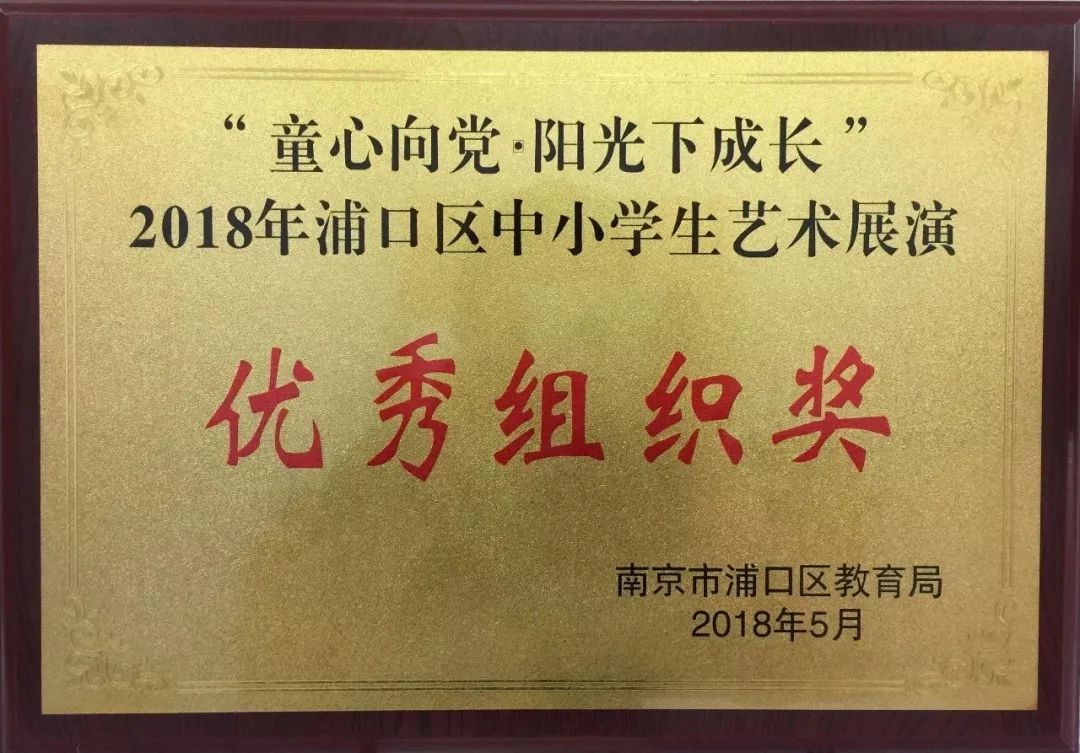 “童心向党·阳光下成长”
2018年浦口区中小学生艺术展演
优秀组织奖
南京市浦口区教育局
2018年5月